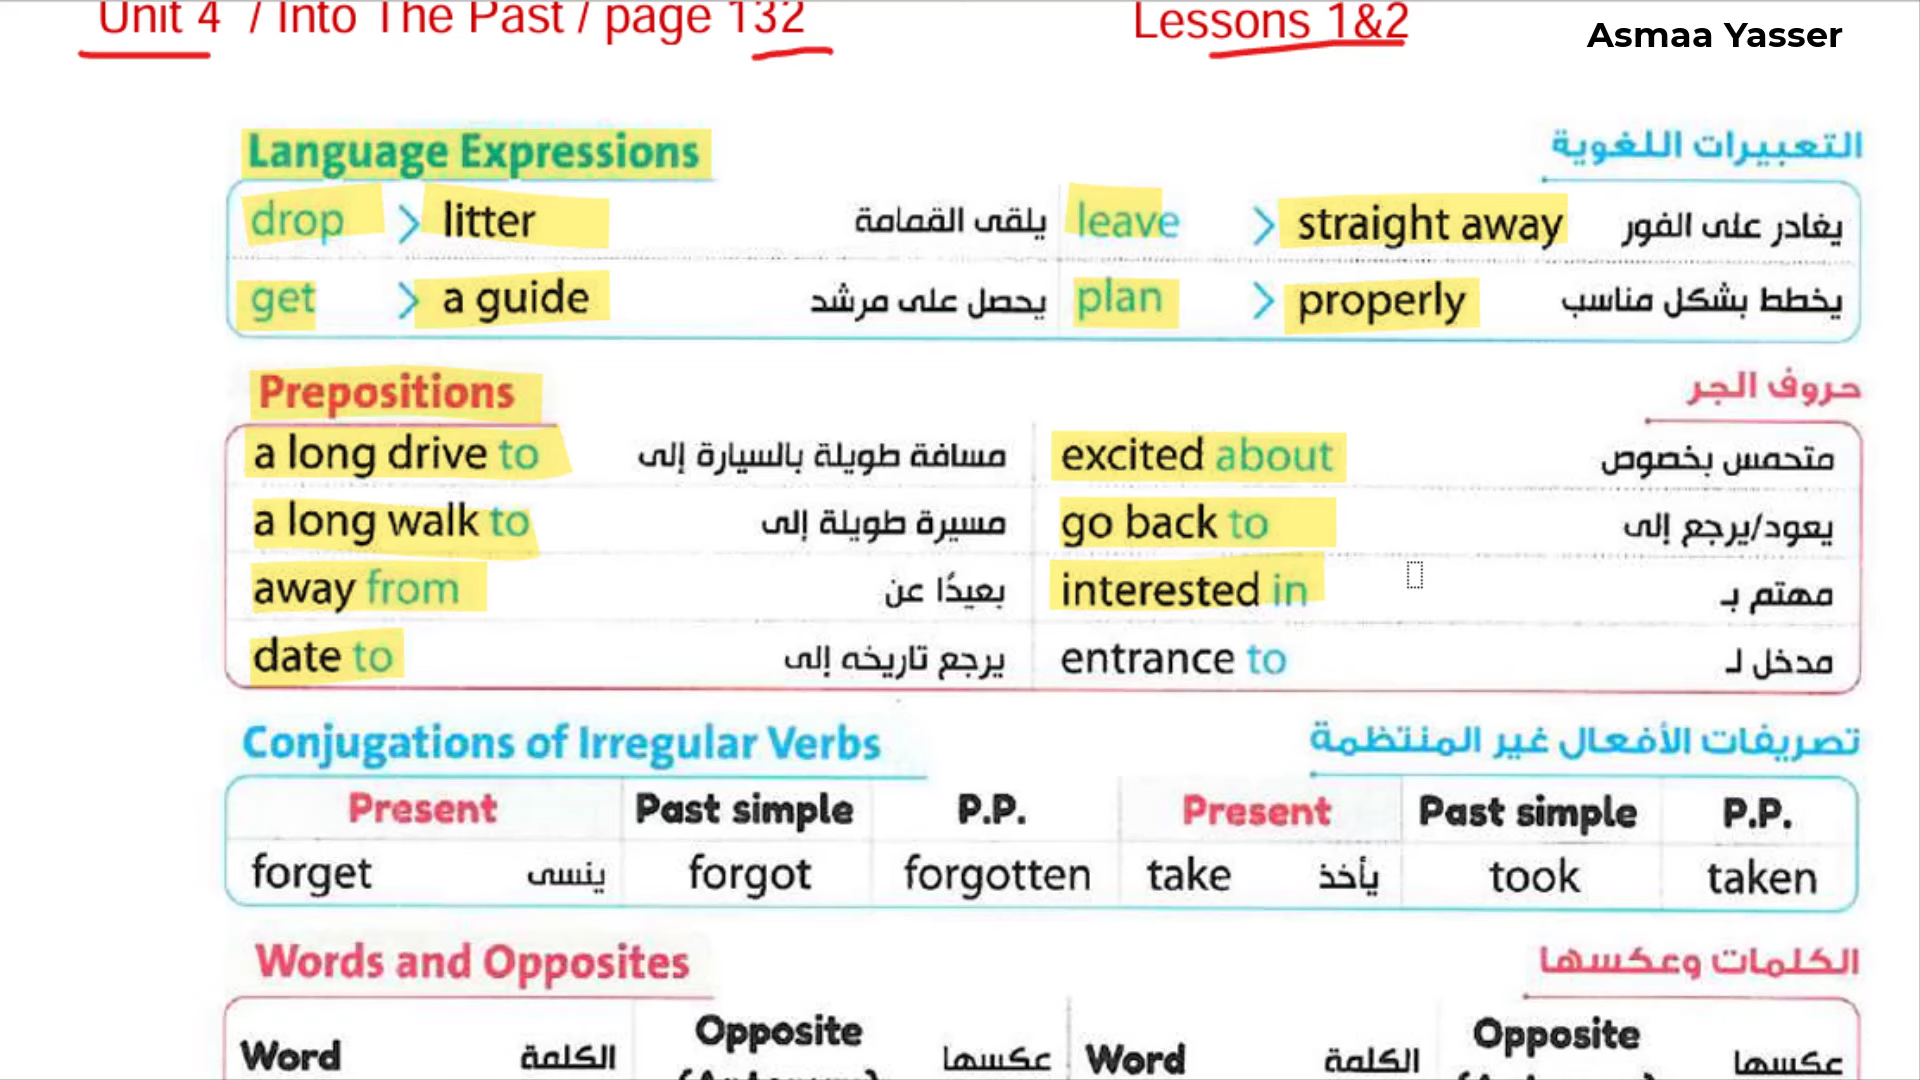 Unit 4 / Into The Past / page 132 Lessons 1&2 Asmaa Yasser
Language Expressions التعبيرات اللغوية
drop > litter يلقى القمامة leave > straight away يغادر على الفور
get > a guide يحصل على مرشد plan > properly يخطط بشكل مناسب
Prepositions حروف الجر
a long drive to مسافة طويلة بالسيارة إلى excited about متحمس بخصوص
a long walk to مسيرة طويلة إلى go back to يعود/يرجع إلى
away from بعيدًا عن interested in مهتم بـ
date to يرجع تاريخه إلى entrance to مدخل لـ
Conjugations of Irregular Verbs تصريفات الأفعال غير المنتظمة
Present Past simple P.P. Present Past simple P.P.
forget ينسى forgot forgotten take يأخذ took taken
Words and Opposites الكلمات وعكسها
Word الكلمة Opposite عكسها Word الكلمة Opposite عكسها